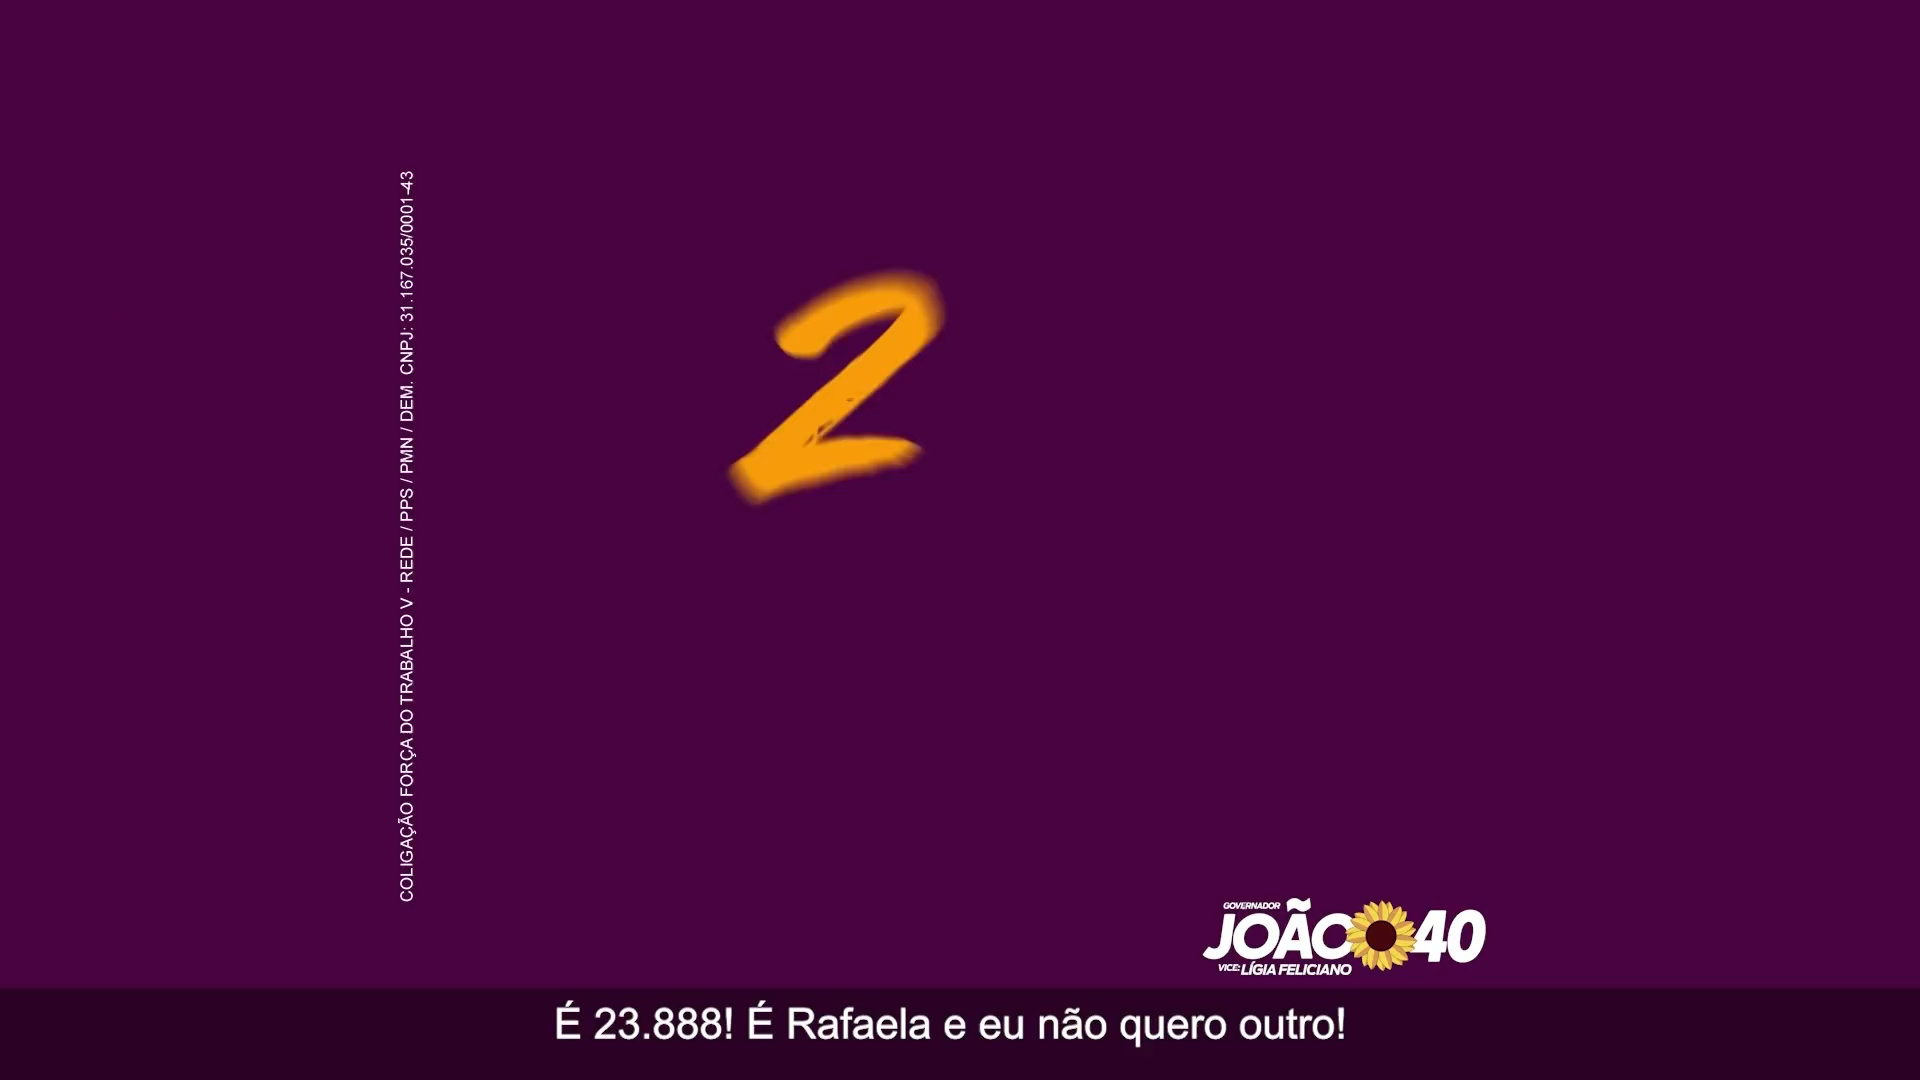 COLIGAÇÃO FORÇA DO TRABALHO V - REDE / PPS / PMN / DEM. CNPJ: 31.167.035/0001-43
2
GOVERNADOR
JOÃO 40
VICE: LÍGIA FELICIANO
É 23.888! É Rafaela e eu não quero outro!